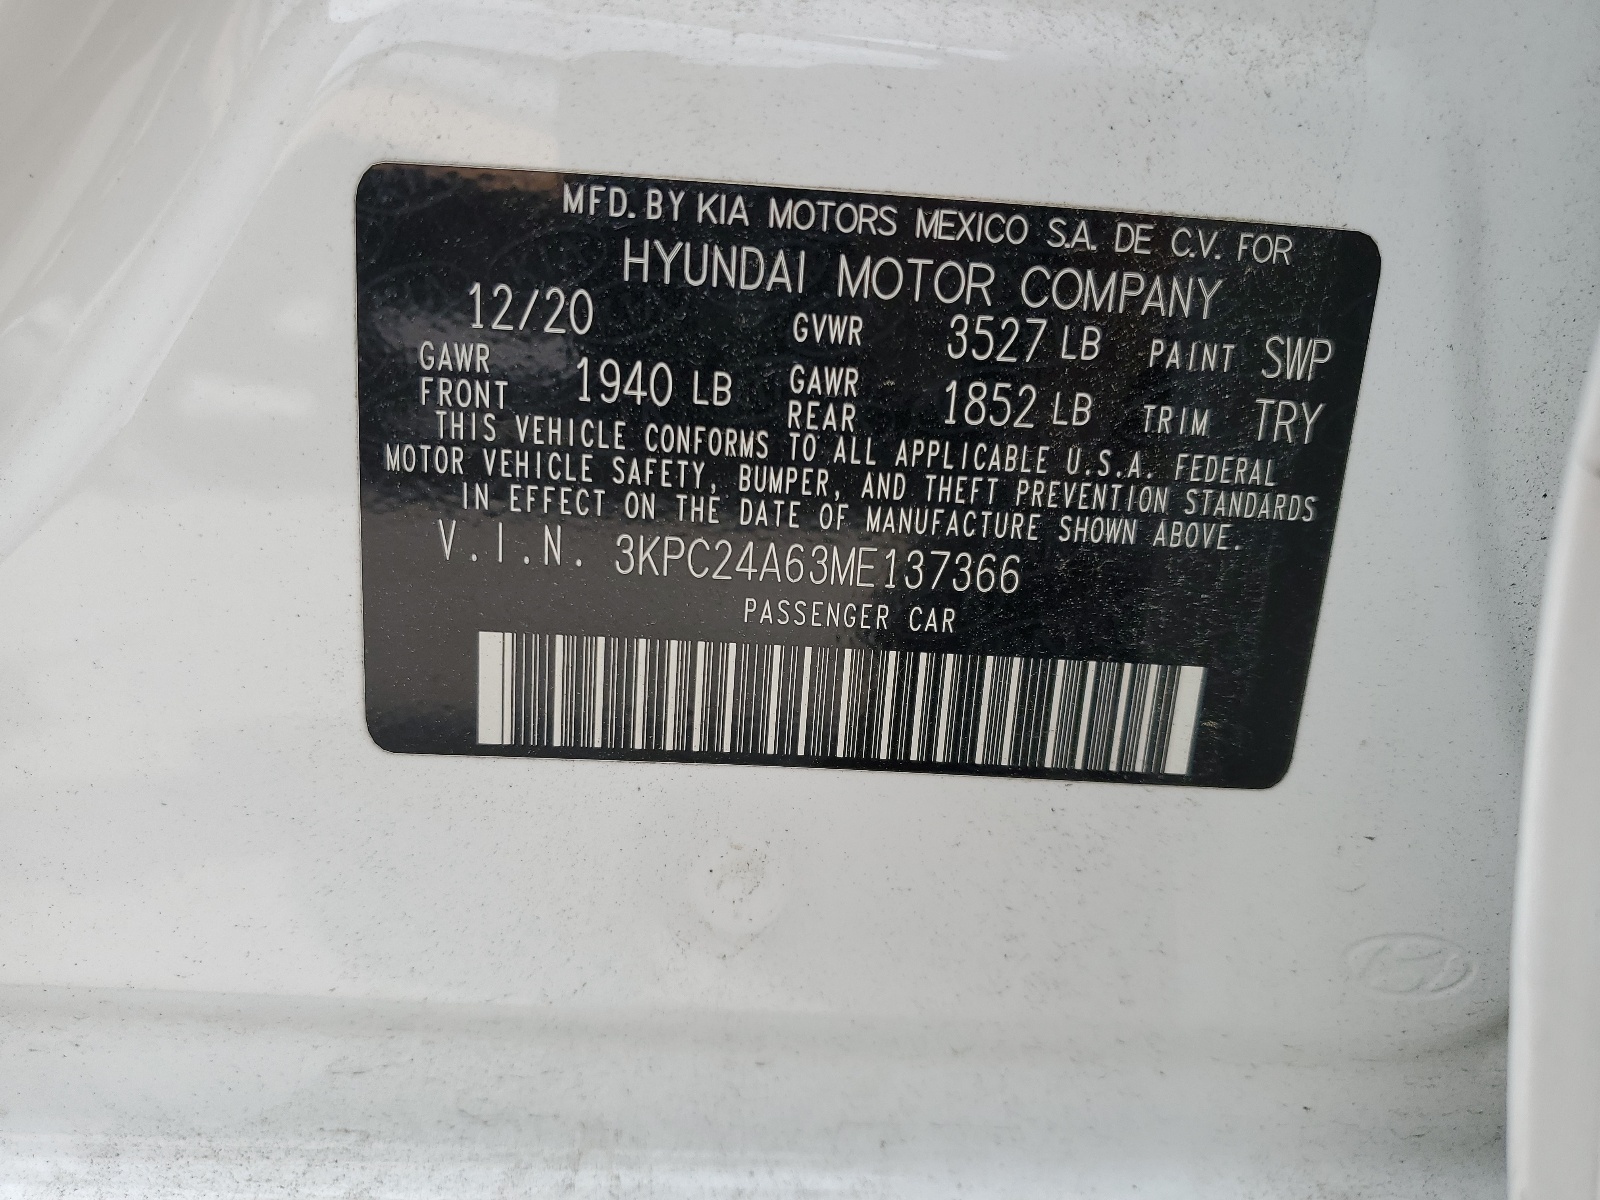 MFD. BY KIA MOTORS MEXICO S.A. DE C.V. FOR
HYUNDAI MOTOR COMPANY
12/20 GVWR 3527 LB PAINT SWP
GAWR FRONT 1940 LB GAWR REAR 1852 LB TRIM TRY
THIS VEHICLE CONFORMS TO ALL APPLICABLE U.S.A. FEDERAL
MOTOR VEHICLE SAFETY, BUMPER, AND THEFT PREVENTION STANDARDS
IN EFFECT ON THE DATE OF MANUFACTURE SHOWN ABOVE.
V.I.N. 3KPC24A63ME137366
PASSENGER CAR